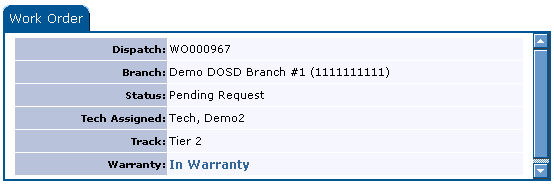 Work Order
Dispatch: WO000967
Branch: Demo DOSD Branch #1 (1111111111)
Status: Pending Request
Tech Assigned: Tech, Demo2
Track: Tier 2
Warranty: In Warranty